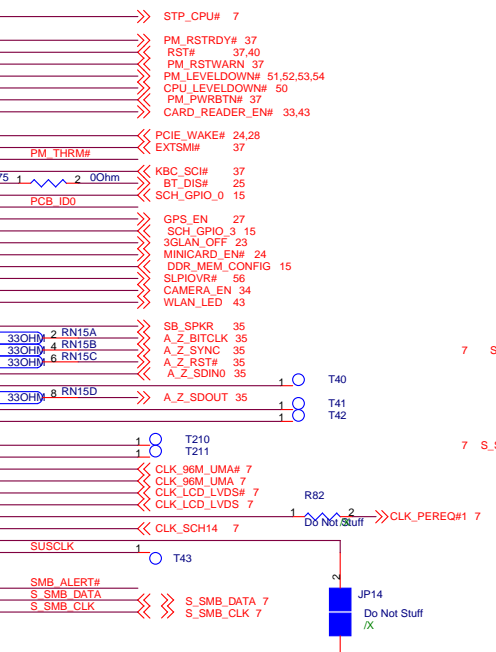 STP_CPU# 7
PM_RSTRDY# 37
RST# 37,40
PM_RSTWARN 37
PM_LEVELDOWN# 51,52,53,54
CPU_LEVELDOWN# 50
PM_PWRBTN# 37
CARD_READER_EN# 33,43
PCIE_WAKE# 24,28
EXTSMI# 37
PM_THRM#
KBC_SCI# 37
75 1 2 0Ohm BT_DIS# 25
SCH_GPIO_0 15
PCB_ID0
GPS_EN 27
SCH_GPIO_3 15
3GLAN_OFF 23
MINICARD_EN# 24
DDR_MEM_CONFIG 15
SLPIOVR# 56
CAMERA_EN 34
WLAN_LED 43
SB_SPKR 35
33OHM 2 RN15A A_Z_BITCLK 35
33OHM 4 RN15B A_Z_SYNC 35 7 S
33OHM 6 RN15C A_Z_RST# 35
A_Z_SDIN0 35
1 T40
33OHM 8 RN15D A_Z_SDOUT 35
1 T41
1 T42
1 T210
1 T211 7 S_S
CLK_96M_UMA# 7
CLK_96M_UMA 7
CLK_LCD_LVDS# 7
CLK_LCD_LVDS 7
R82
1 2 CLK_PEREQ#1 7
Do Not Stuff /X
CLK_SCH14 7
SUSCLK 1 T43
SMB_ALERT#
S_SMB_DATA S_SMB_DATA 7
S_SMB_CLK S_SMB_CLK 7
2
JP14
Do Not Stuff
/X